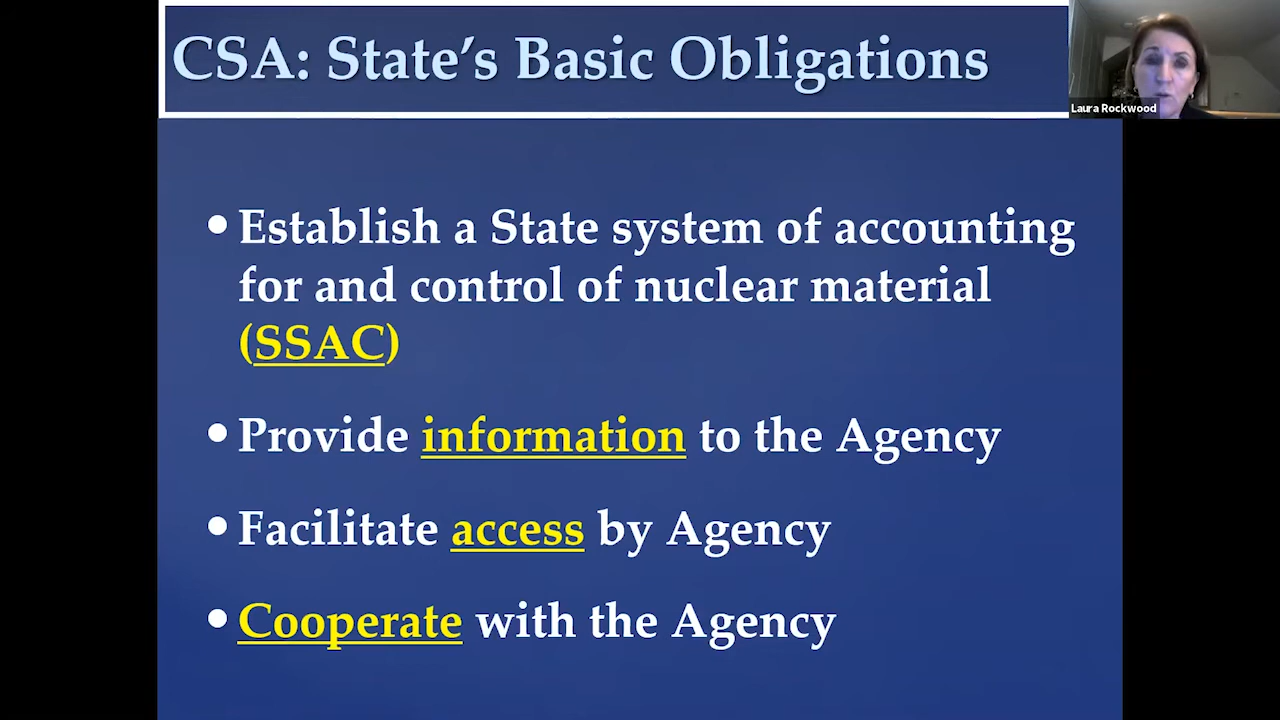 CSA: State's Basic Obligations
Laura Rockwood
• Establish a State system of accounting
for and control of nuclear material
(SSAC)
• Provide information to the Agency
• Facilitate access by Agency
• Cooperate with the Agency